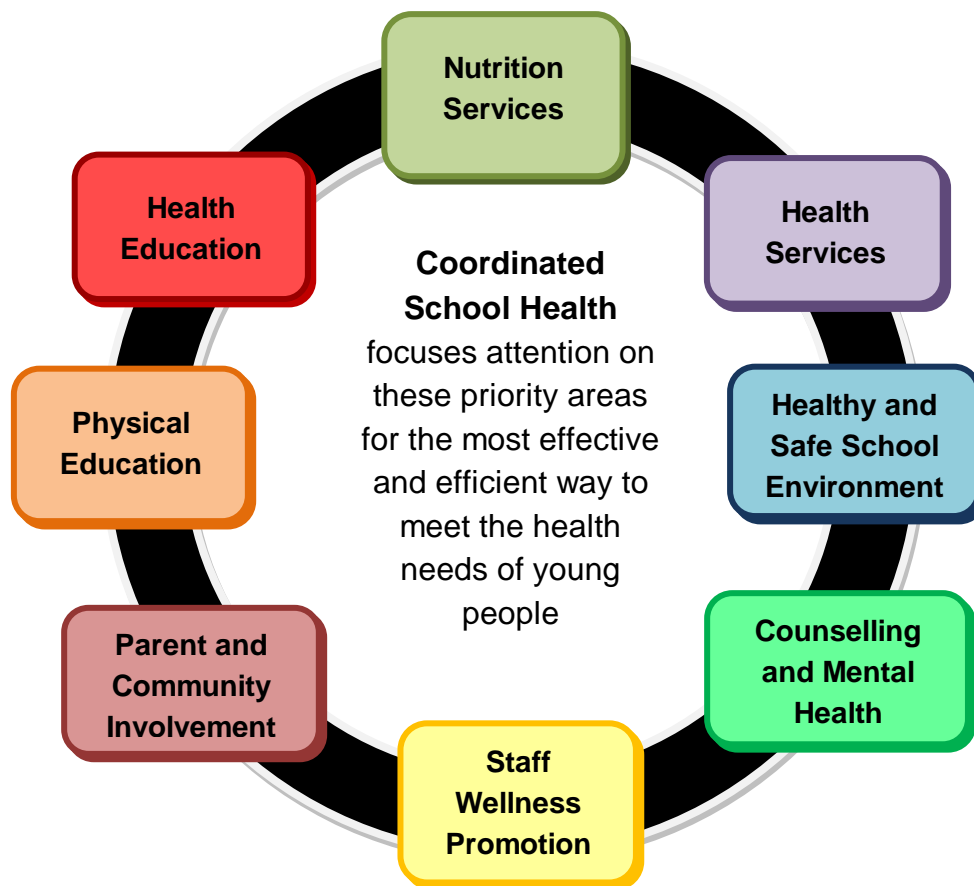 Nutrition
Services
Health
Services
Healthy and
Safe School
Environment
Counselling
and Mental
Health
Staff
Wellness
Promotion
Parent and
Community
Involvement
Physical
Education
Health
Education
Coordinated
School Health
focuses attention on
these priority areas
for the most effective
and efficient way to
meet the health
needs of young
people